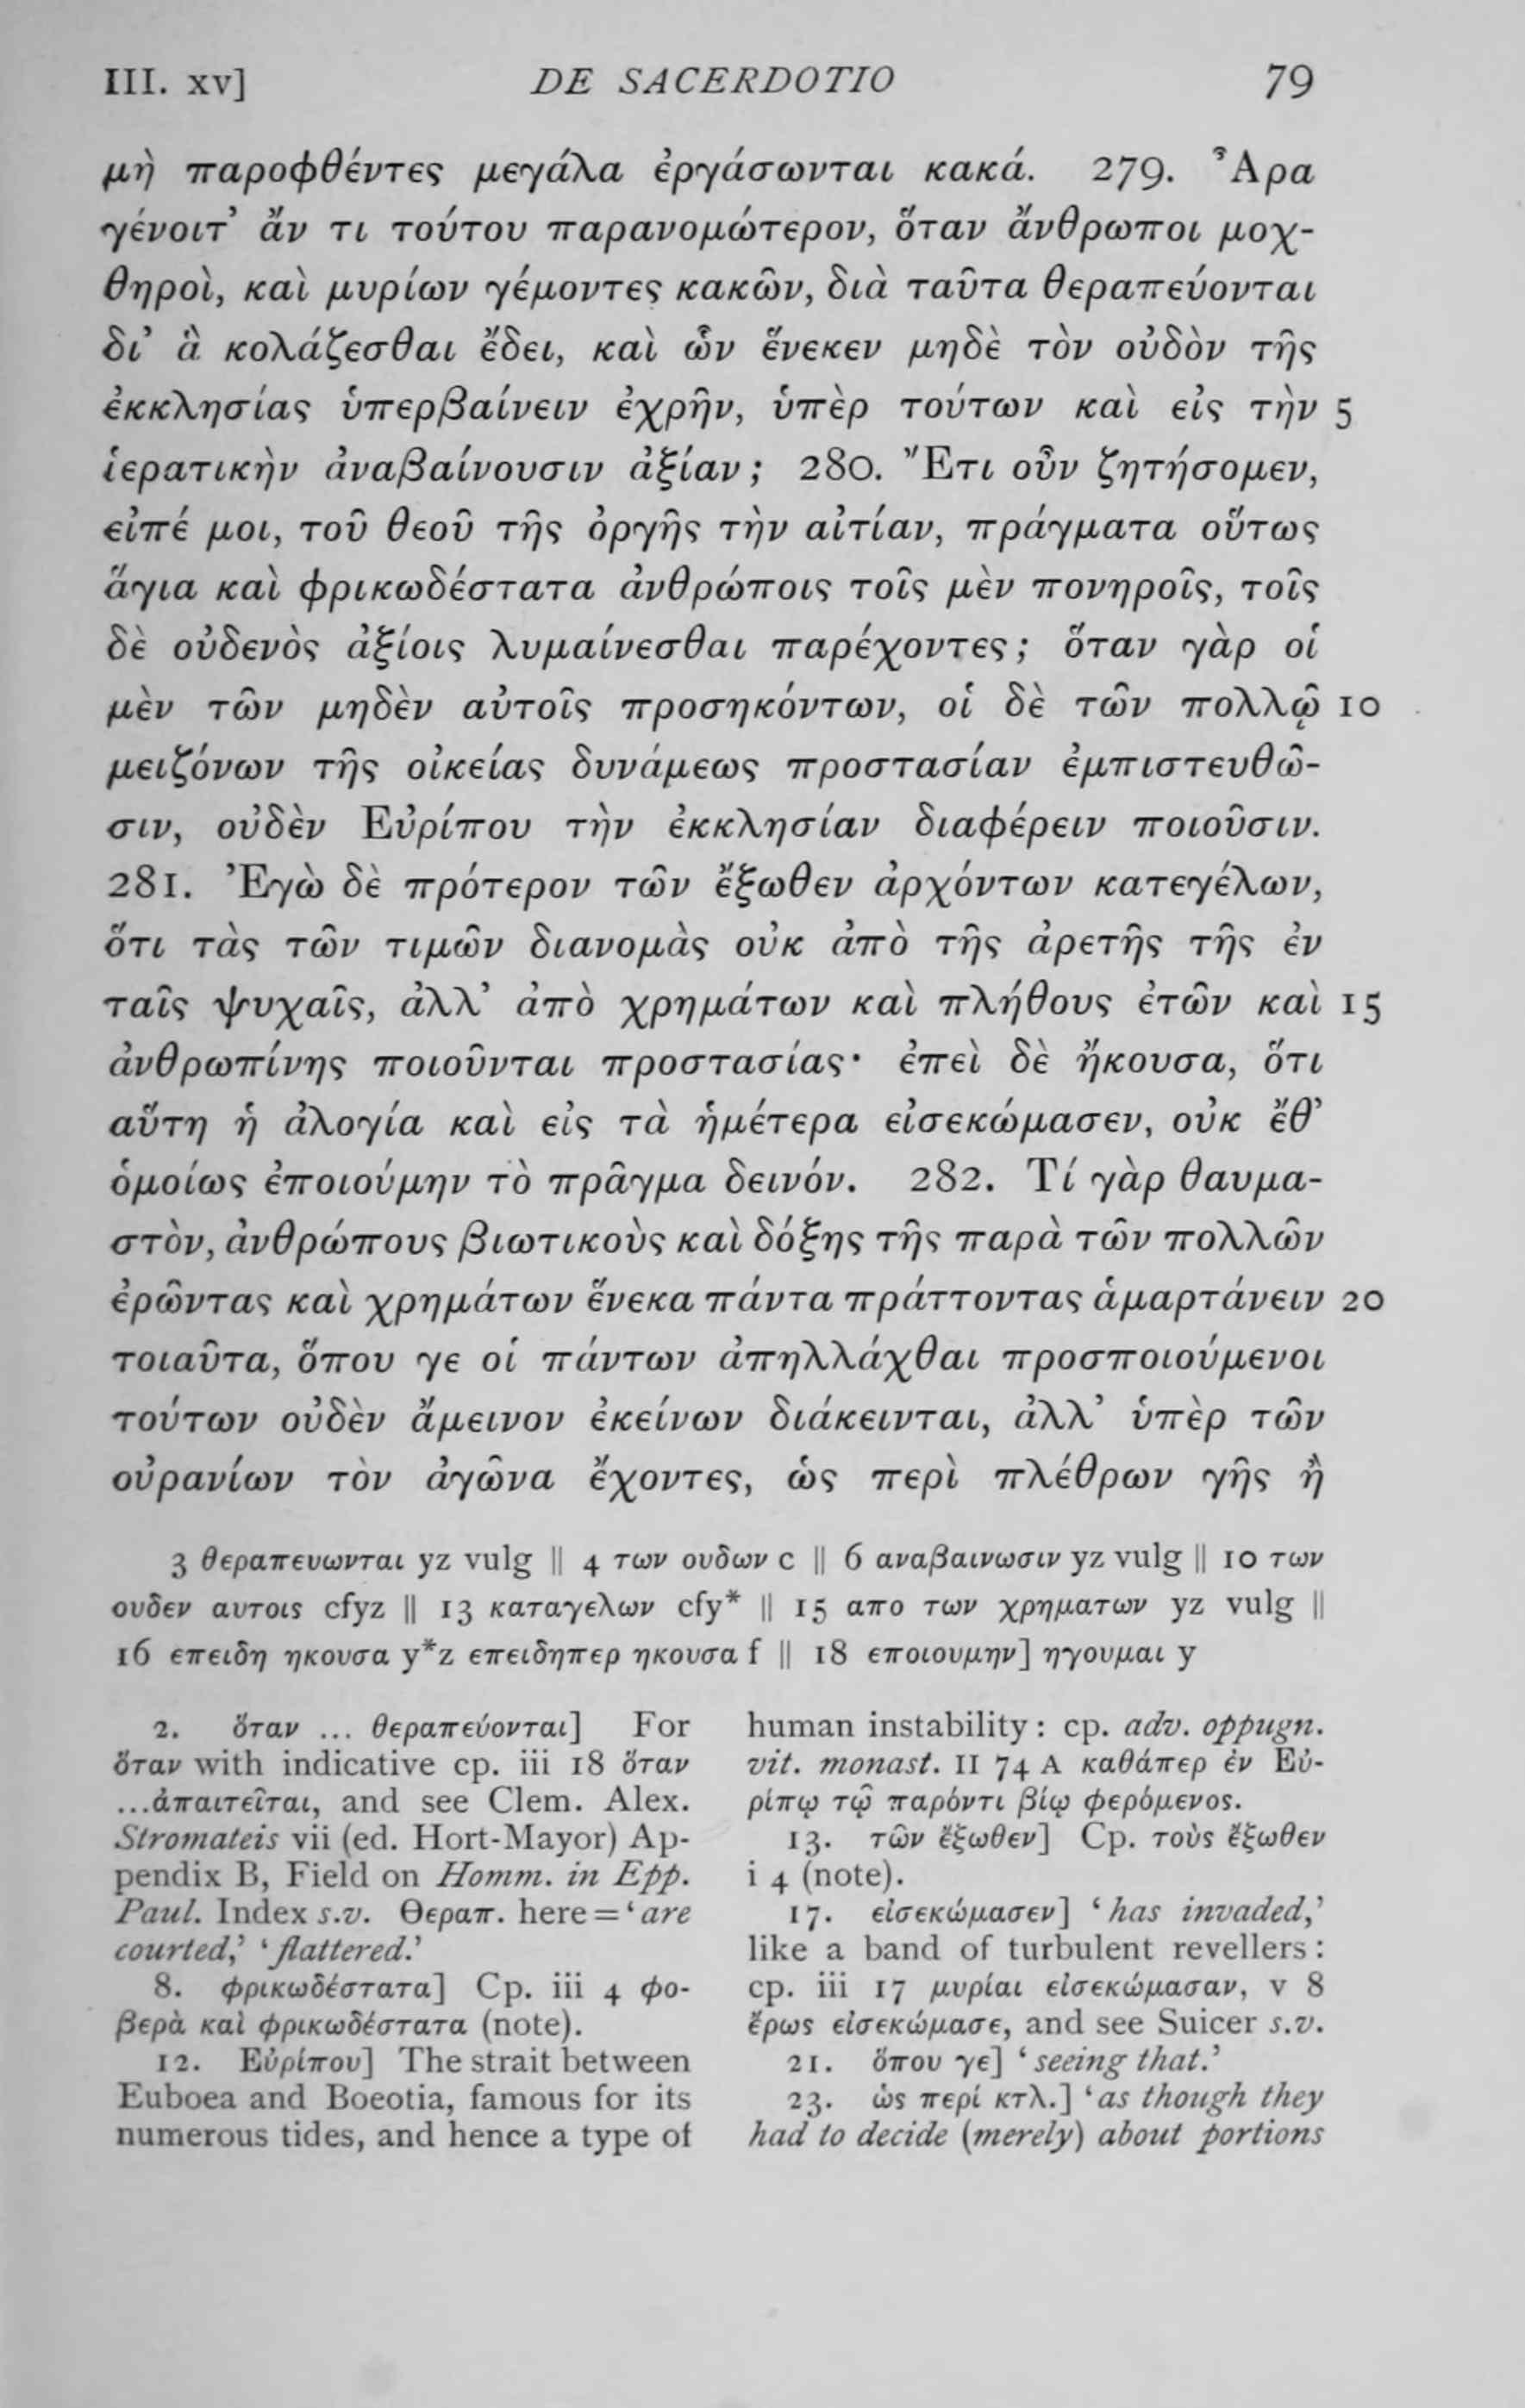 III. xv] DE SACERDOTIO 79
μὴ παροφθέντες μεγάλα ἐργάσωνται κακά. 279. Ἆρα
γένοιτ’ ἄν τι τούτου παρανομώτερον, ὅταν ἄνθρωποι μοχ-
θηροὶ, καὶ μυρίων γέμοντες κακῶν, διὰ ταῦτα θεραπεύονται
δι’ ἃ κολάζεσθαι ἔδει, καὶ ὧν ἕνεκεν μηδὲ τὸν οὐδὸν τῆς
ἐκκλησίας ὑπερβαίνειν ἐχρῆν, ὑπὲρ τούτων καὶ εἰς τὴν 5
ἱερατικὴν ἀναβαίνουσιν ἀξίαν; 280. Ἔτι οὖν ζητήσομεν,
εἰπέ μοι, τοῦ θεοῦ τῆς ὀργῆς τὴν αἰτίαν, πράγματα οὕτως
ἅγια καὶ φρικωδέστατα ἀνθρώποις τοῖς μὲν πονηροῖς, τοῖς
δὲ οὐδενὸς ἀξίοις λυμαίνεσθαι παρέχοντες; ὅταν γὰρ οἱ
μὲν τῶν μηδὲν αὐτοῖς προσηκόντων, οἱ δὲ τῶν πολλῷ 10
μειζόνων τῆς οἰκείας δυνάμεως προστασίαν ἐμπιστευθῶ-
σιν, οὐδὲν Εὐρίπου τὴν ἐκκλησίαν διαφέρειν ποιοῦσιν.
281. Ἐγὼ δὲ πρότερον τῶν ἔξωθεν ἀρχόντων κατεγέλων,
ὅτι τὰς τῶν τιμῶν διανομὰς οὐκ ἀπὸ τῆς ἀρετῆς τῆς ἐν
ταῖς ψυχαῖς, ἀλλ’ ἀπὸ χρημάτων καὶ πλήθους ἐτῶν καὶ 15
ἀνθρωπίνης ποιοῦνται προστασίας· ἐπεὶ δὲ ἤκουσα, ὅτι
αὕτη ἡ ἀλογία καὶ εἰς τὰ ἡμέτερα εἰσεκώμασεν, οὐκ ἔθ’
ὁμοίως ἐποιούμην τὸ πρᾶγμα δεινόν. 282. Τί γὰρ θαυμα-
στὸν, ἀνθρώπους βιωτικοὺς καὶ δόξης τῆς παρὰ τῶν πολλῶν
ἐρῶντας καὶ χρημάτων ἕνεκα πάντα πράττοντας ἁμαρτάνειν 20
τοιαῦτα, ὅπου γε οἱ πάντων ἀπηλλάχθαι προσποιούμενοι
τούτων οὐδὲν ἄμεινον ἐκείνων διάκεινται, ἀλλ’ ὑπὲρ τῶν
οὐρανίων τὸν ἀγῶνα ἔχοντες, ὡς περὶ πλέθρων γῆς ἢ
3 θεραπευωνται yz vulg || 4 των ουδων c || 6 αναβαινωσιν yz vulg || 10 των
ουδεν αυτοις cfyz || 13 καταγελων cfy* || 15 απο των χρηματων yz vulg ||
16 επειδη ηκουσα y*z επειδηπερ ηκουσα f || 18 εποιουμην] ηγουμαι y
2. ὅταν ... θεραπεύονται] For
ὅταν with indicative cp. iii 18 ὅταν
...ἀπαιτεῖται, and see Clem. Alex.
Stromateis vii (ed. Hort-Mayor) Ap-
pendix B, Field on Homm. in Epp.
Paul. Index s.v. Θεραπ. here = ‘are
courted,’ ‘flattered.’
8. φρικωδέστατα] Cp. iii 4 φο-
βερὰ καὶ φρικωδέστατα (note).
12. Εὐρίπου] The strait between
Euboea and Boeotia, famous for its
numerous tides, and hence a type of
human instability: cp. adv. oppugn.
vit. monast. II 74 A καθάπερ ἐν Εὐ-
ρίπῳ τῷ παρόντι βίῳ φερόμενος.
13. τῶν ἔξωθεν] Cp. τοὺς ἔξωθεν
i 4 (note).
17. εἰσεκώμασεν] ‘has invaded,’
like a band of turbulent revellers:
cp. iii 17 μυρίαι εἰσεκώμασαν, v 8
ἔρως εἰσεκώμασε, and see Suicer s.v.
21. ὅπου γε] ‘seeing that.’
23. ὡς περί κτλ.] ‘as though they
had to decide (merely) about portions